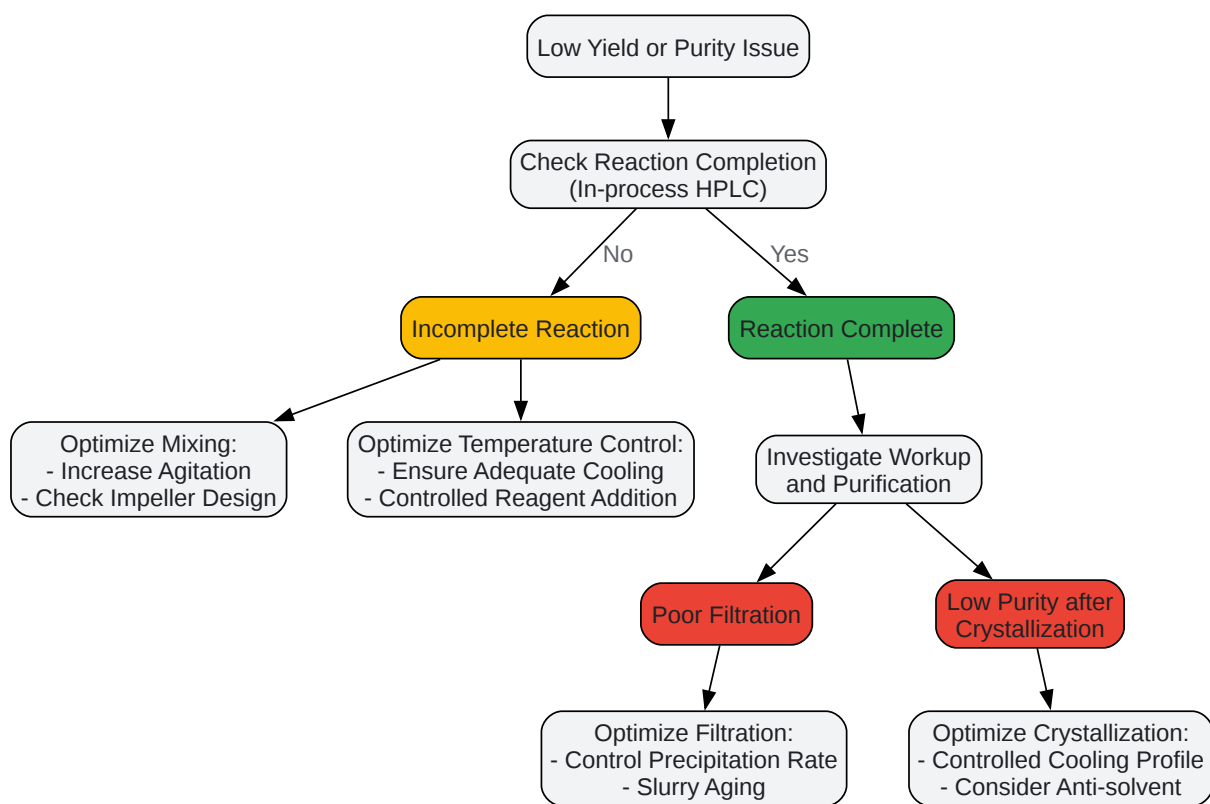 Low Yield or Purity Issue
Check Reaction Completion
(In-process HPLC)
No
Yes
Incomplete Reaction
Reaction Complete
Optimize Mixing:
- Increase Agitation
- Check Impeller Design
Optimize Temperature Control:
- Ensure Adequate Cooling
- Controlled Reagent Addition
Investigate Workup
and Purification
Poor Filtration
Low Purity after
Crystallization
Optimize Filtration:
- Control Precipitation Rate
- Slurry Aging
Optimize Crystallization:
- Controlled Cooling Profile
- Consider Anti-solvent